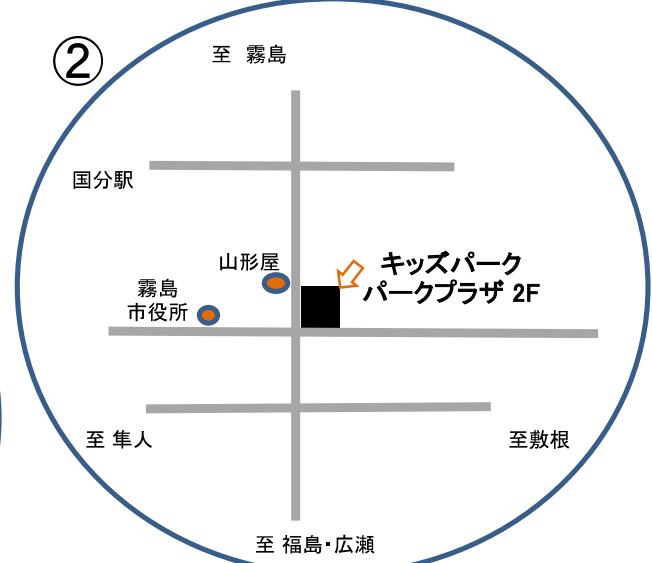 ②
至 霧島
国分駅
山形屋
キッズパーク
パークプラザ 2F
霧島
市役所
至 隼人
至敷根
至 福島・広瀬